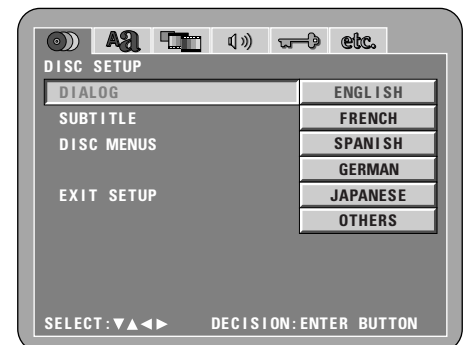 Aa etc.
DISC SETUP
DIALOG ENGLISH
SUBTITLE FRENCH
DISC MENUS SPANISH
GERMAN
EXIT SETUP JAPANESE
OTHERS
SELECT:▼▲◀▶ DECISION:ENTER BUTTON